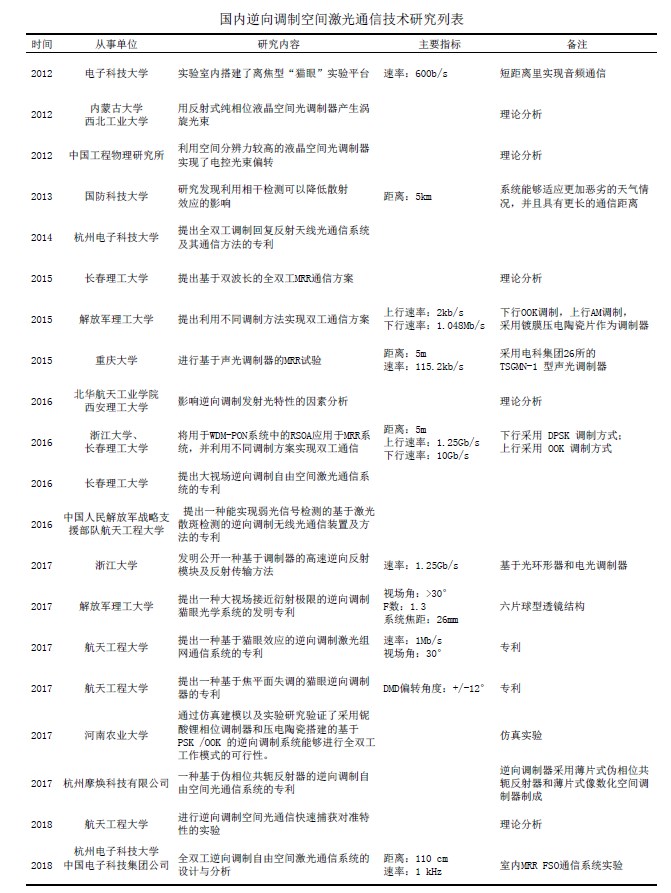 国内逆向调制空间激光通信技术研究列表
时间 从事单位 研究内容 主要指标 备注
2012 电子科技大学 实验室内搭建了离焦型“猫眼”实验平台 速率：600b/s 短距离里实现音频通信
2012 内蒙古大学 西北工业大学 用反射式纯相位液晶空间光调制器产生涡 旋光束 理论分析
2012 中国工程物理研究所 利用空间分辨力较高的液晶空间光调制器 实现了电控光束偏转 理论分析
2013 国防科技大学 研究发现利用相干检测可以降低散射 效应的影响 距离：5km 系统能够适应更加恶劣的天气情 况，并且具有更长的通信距离
2014 杭州电子科技大学 提出全双工调制回复反射天线光通信系统 及其通信方法的专利
2015 长春理工大学 提出基于双波长的全双工MRR通信方案 理论分析
2015 解放军理工大学 提出利用不同调制方法实现双工通信方案 上行速率：2kb/s 下行速率：1.048Mb/s 下行OOK调制，上行AM调制， 采用镀膜压电陶瓷片作为调制器
2015 重庆大学 进行基于声光调制器的MRR试验 距离：5m 速率：115.2kb/s 采用电科集团26所的 TSGMN-1 型声光调制器
2016 北华航天工业学院 西安理工大学 影响逆向调制发射光特性的因素分析 理论分析
2016 浙江大学、 长春理工大学 将用于WDM-PON系统中的RSOA应用于MRR系 统，并利用不同调制方案实现双工通信 距离：5m 上行速率：1.25Gb/s 下行速率：10Gb/s 下行采用 DPSK 调制方式； 上行采用 OOK 调制方式
2016 长春理工大学 提出大视场逆向调制自由空间激光通信系 统的专利
2016 中国人民解放军战略支 援部队航天工程大学 提出一种能实现弱光信号检测的基于激光 散斑检测的逆向调制无线光通信装置及方 法的专利
2017 浙江大学 发明公开一种基于调制器的高速逆向反射 模块及反射传输方法 速率：1.25Gb/s 基于光环形器和电光调制器
2017 解放军理工大学 提出一种大视场接近衍射极限的逆向调制 猫眼光学系统的发明专利 视场角：>30° F数：1.3 系统焦距：26mm 六片球型透镜结构
2017 航天工程大学 提出一种基于猫眼效应的逆向调制激光组 网通信系统的专利 速率：1Mb/s 视场角：30° 专利
2017 航天工程大学 提出一种基于焦平面失调的猫眼逆向调制 器的专利 DMD偏转角度：+/-12° 专利
2017 河南农业大学 通过仿真建模以及实验研究验证了采用铌 酸锂相位调制器和压电陶瓷搭建的基于 PSK /OOK 的逆向调制系统能够进行全双工 工作模式的可行性。 仿真实验
2017 杭州摩焕科技有限公司 一种基于伪相位共轭反射器的逆向调制自 由空间光通信系统的专利 逆向调制器采用薄片式伪相位共 轭反射器和薄片式像数化空间调 制器制成
2018 航天工程大学 进行逆向调制空间光通信快速捕获对准特 性的实验 理论分析
2018 杭州电子科技大学 中国电子科技集团公司 全双工逆向调制自由空间激光通信系统的 设计与分析 距离：110 cm 速率：1 kHz 室内MRR FSO通信系统实验